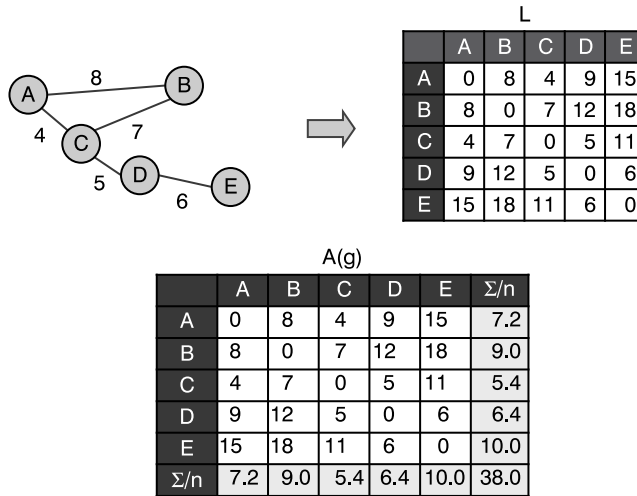 8
A
B
C
4
7
D
5
6
E
L
A B C D E
A 0 8 4 9 15
B 8 0 7 12 18
C 4 7 0 5 11
D 9 12 5 0 6
E 15 18 11 6 0
A(g)
A B C D E Σ/n
A 0 8 4 9 15 7.2
B 8 0 7 12 18 9.0
C 4 7 0 5 11 5.4
D 9 12 5 0 6 6.4
E 15 18 11 6 0 10.0
Σ/n 7.2 9.0 5.4 6.4 10.0 38.0